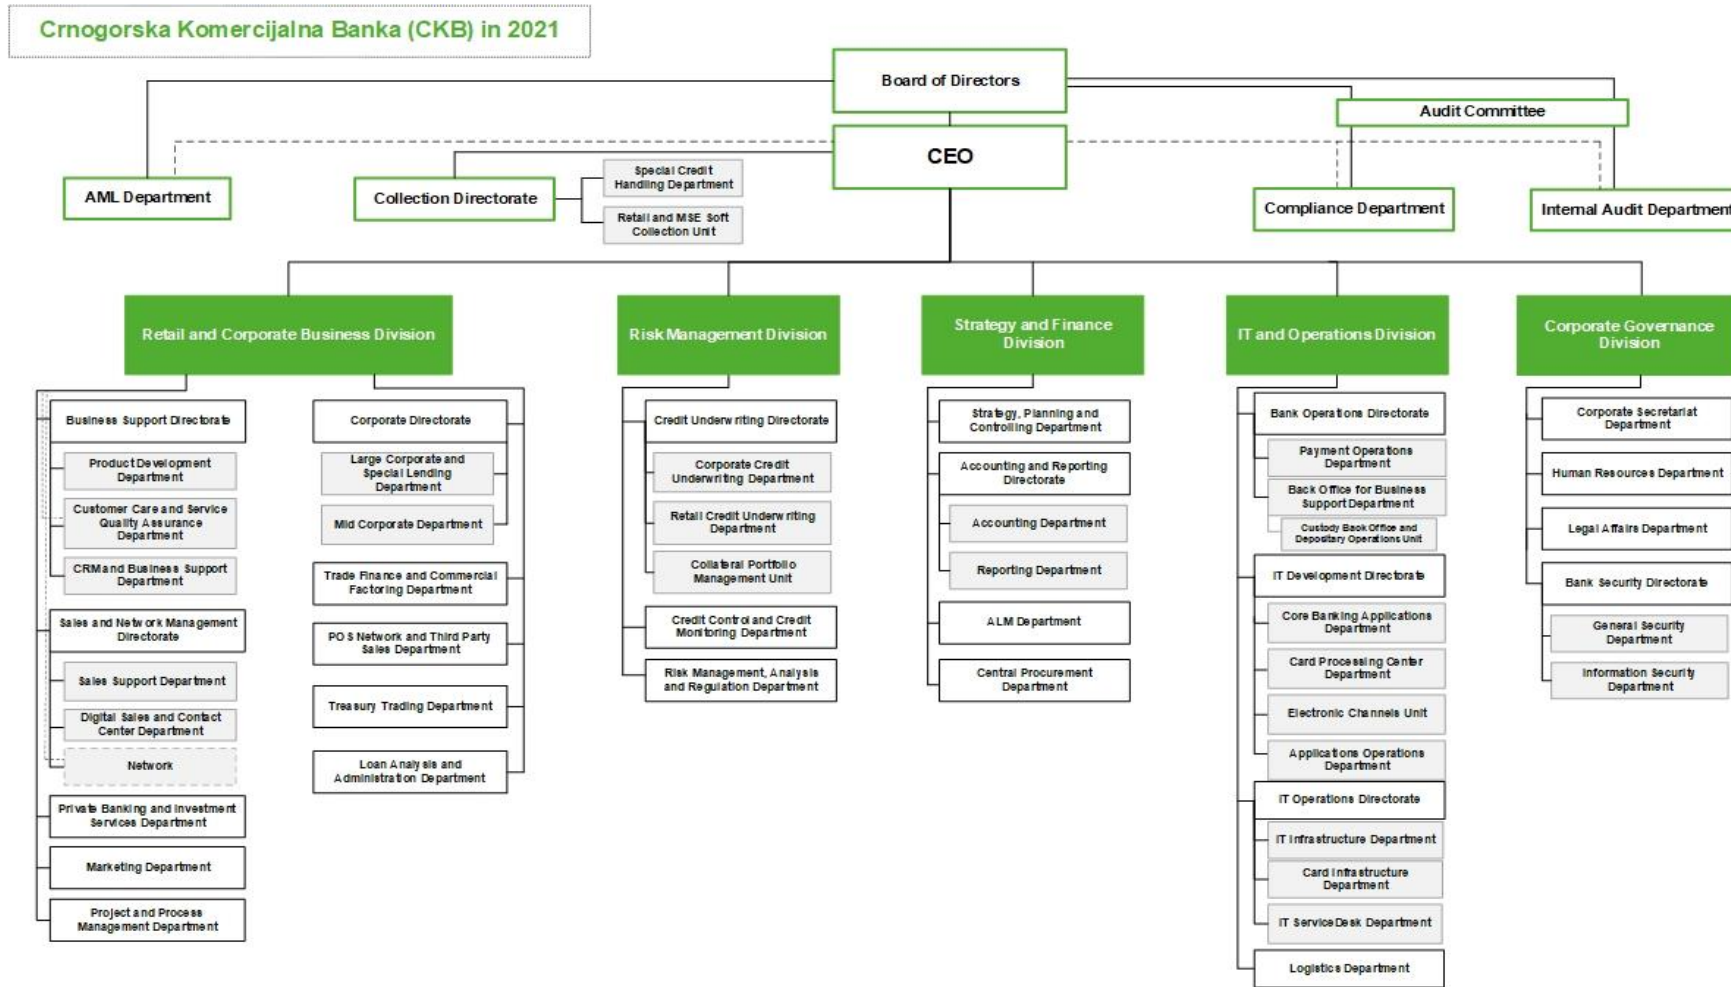 Crnogorska Komercijalna Banka (CKB) in 2021
Board of Directors
Audit Committee
CEO
AML Department
Collection Directorate
Special Credit
Handling Department
Retail and MSE Soft
Collection Unit
Compliance Department
Internal Audit Department
Retail and Corporate Business Division
Risk Management Division
Strategy and Finance
Division
IT and Operations Division
Corporate Governance
Division
Business Support Directorate
Product Development
Department
Customer Care and Service
Quality Assurance
Department
CRM and Business Support
Department
Sales and Network Management
Directorate
Sales Support Department
Digital Sales and Contact
Center Department
Network
Private Banking and Investment
Services Department
Marketing Department
Project and Process
Management Department
Corporate Directorate
Large Corporate and
Special Lending
Department
Mid Corporate Department
Trade Finance and Commercial
Factoring Department
POS Network and Third Party
Sales Department
Treasury Trading Department
Loan Analysis and
Administration Department
Credit Underwriting Directorate
Corporate Credit
Underwriting Department
Retail Credit Underwriting
Department
Collateral Portfolio
Management Unit
Credit Control and Credit
Monitoring Department
Risk Management, Analysis
and Regulation Department
Strategy, Planning and
Controlling Department
Accounting and Reporting
Directorate
Accounting Department
Reporting Department
ALM Department
Central Procurement
Department
Bank Operations Directorate
Payment Operations
Department
Back Office for Business
Support Department
Custody Back Office and
Depositary Operations Unit
IT Development Directorate
Core Banking Applications
Department
Card Processing Center
Department
Electronic Channels Unit
Applications Operations
Department
IT Operations Directorate
IT Infrastructure Department
Card Infrastructure
Department
IT ServiceDesk Department
Logistics Department
Corporate Secretariat
Department
Human Resources Department
Legal Affairs Department
Bank Security Directorate
General Security
Department
Information Security
Department